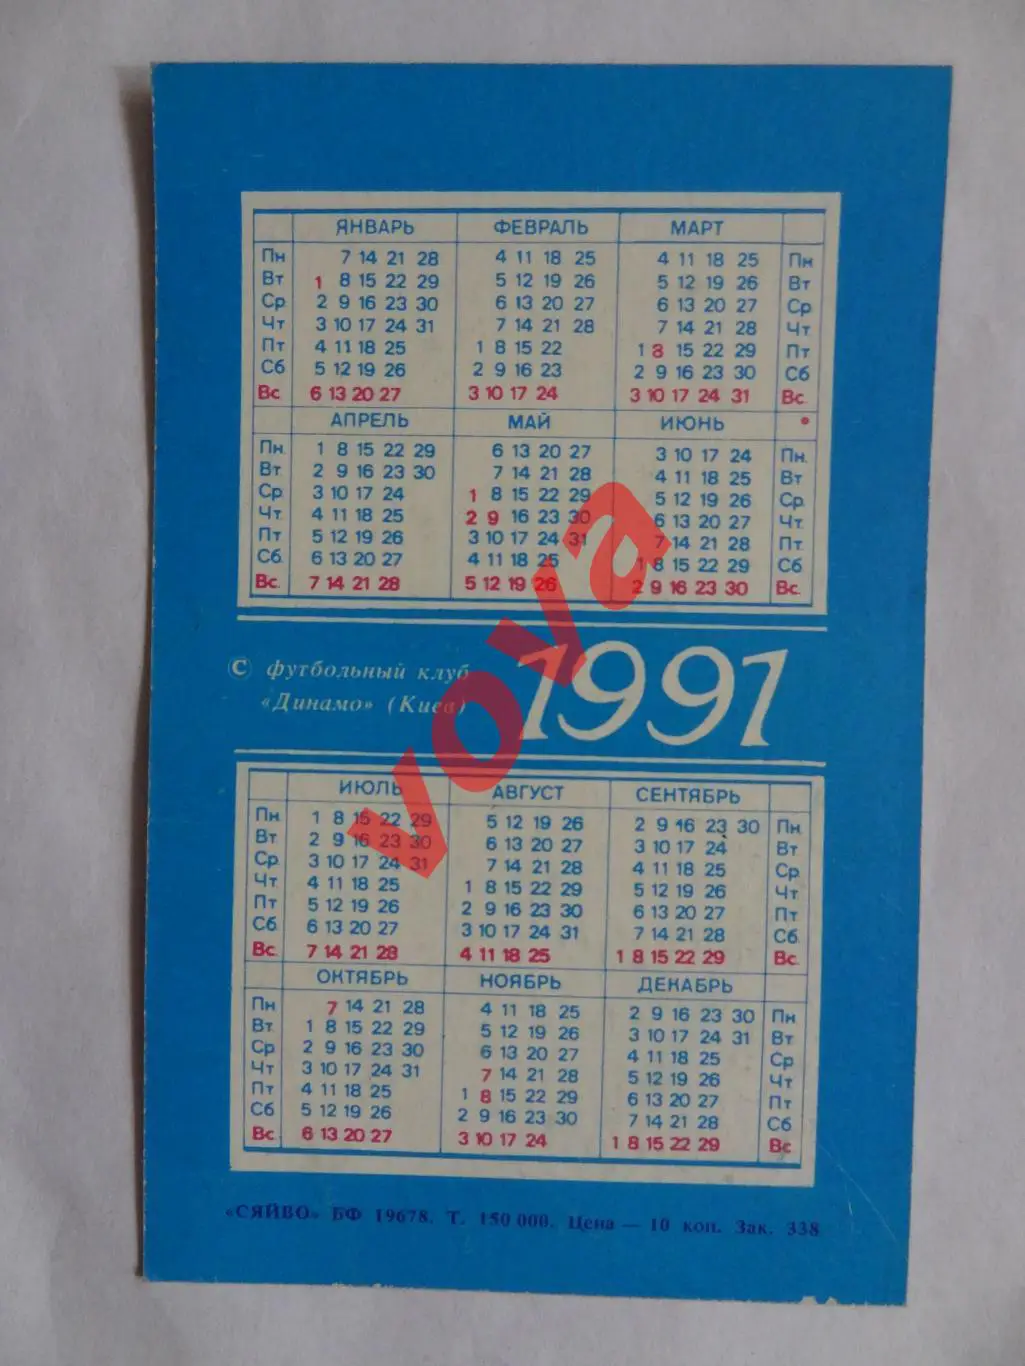 ЯНВАРЬ ФЕВРАЛЬ МАРТ
Пн 7 14 21 28 4 11 18 25 4 11 18 25 Пн.
Вт 1 8 15 22 29 5 12 19 26 5 12 19 26 Вт
Ср 2 9 16 23 30 6 13 20 27 6 13 20 27 Ср
Чт 3 10 17 24 31 7 14 21 28 7 14 21 28 Чт
Пт 4 11 18 25 1 8 15 22 1 8 15 22 29 Пт
Сб 5 12 19 26 2 9 16 23 2 9 16 23 30 Сб
Вс 6 13 20 27 3 10 17 24 3 10 17 24 31 Вс.
АПРЕЛЬ МАЙ ИЮНЬ
Пн. 1 8 15 22 29 6 13 20 27 3 10 17 24 Пн.
Вт. 2 9 16 23 30 7 14 21 28 4 11 18 25 Вт
Ср 3 10 17 24 1 8 15 22 29 5 12 19 26 Ср
Чт. 4 11 18 25 2 9 16 23 30 6 13 20 27 Чт
Пт. 5 12 19 26 3 10 17 24 31 7 14 21 28 Пт.
Сб. 6 13 20 27 4 11 18 25 1 8 15 22 29 Сб
Вс. 7 14 21 28 5 12 19 26 2 9 16 23 30 Вс.
© футбольный клуб
«Динамо» (Киев)
1991
vova
ИЮЛЬ АВГУСТ СЕНТЯБРЬ
Пн. 1 8 15 22 29 5 12 19 26 2 9 16 23 30 Пн.
Вт 2 9 16 23 30 6 13 20 27 3 10 17 24 Вт
Ср 3 10 17 24 31 7 14 21 28 4 11 18 25 Ср
Чт. 4 11 18 25 1 8 15 22 29 5 12 19 26 Чт
Пт 5 12 19 26 2 9 16 23 30 6 13 20 27 Пт
Сб 6 13 20 27 3 10 17 24 31 7 14 21 28 Сб.
Вс. 7 14 21 28 4 11 18 25 1 8 15 22 29 Вс.
ОКТЯБРЬ НОЯБРЬ ДЕКАБРЬ
Пн 7 14 21 28 4 11 18 25 2 9 16 23 30 Пн
Вт 1 8 15 22 29 5 12 19 26 3 10 17 24 31 Вт
Ср 2 9 16 23 30 6 13 20 27 4 11 18 25 Ср
Чт 3 10 17 24 31 7 14 21 28 5 12 19 26 Чт
Пт 4 11 18 25 1 8 15 22 29 6 13 20 27 Пт
Сб 5 12 19 26 2 9 16 23 30 7 14 21 28 Сб
Вс. 6 13 20 27 3 10 17 24 1 8 15 22 29 Вс
«СЯЙВО» БФ 19678. Т. 150 000. Цена — 10 коп. Зак. 338